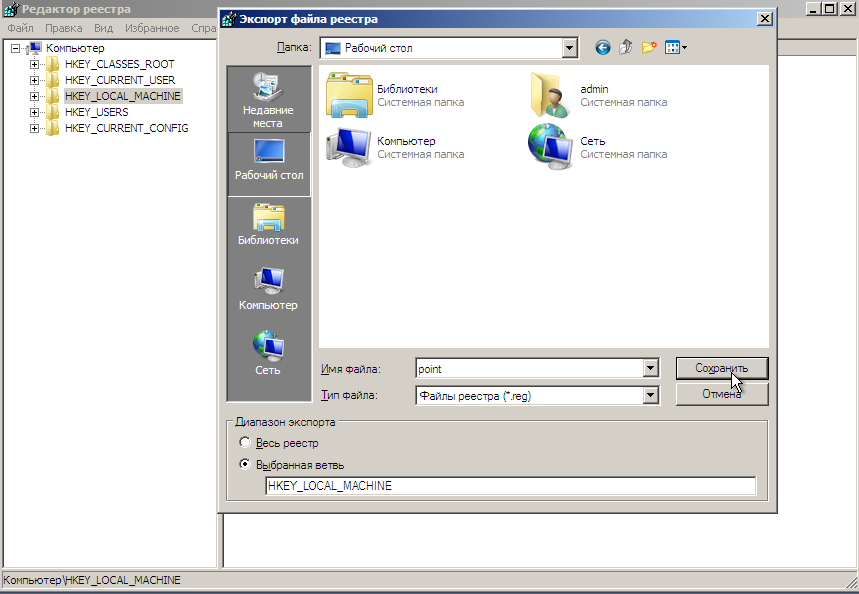 Редактор реестра
Файл Правка Вид Избранное Спра
Компьютер
HKEY_CLASSES_ROOT
HKEY_CURRENT_USER
HKEY_LOCAL_MACHINE
HKEY_USERS
HKEY_CURRENT_CONFIG
Экспорт файла реестра
Папка: Рабочий стол
Недавние
места
Рабочий стол
Библиотеки
Компьютер
Сеть
Библиотеки
Системная папка
admin
Системная папка
Компьютер
Системная папка
Сеть
Системная папка
Имя файла: point
Сохранить
Тип файла: Файлы реестра (*.reg)
Отмена
Диапазон экспорта
Весь реестр
Выбранная ветвь
HKEY_LOCAL_MACHINE
Компьютер\HKEY_LOCAL_MACHINE